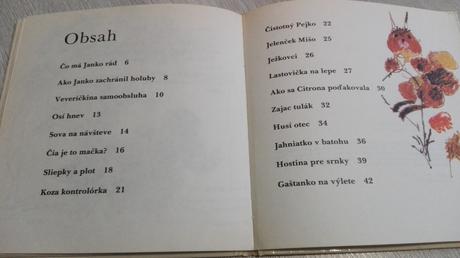 Obsah
Čo má Janko rád 6
Ako Janko zachránil holuby 8
Veveričkina samoobsluha 10
Osí hnev 13
Sova na návšteve 14
Čia je to mačka? 16
Sliepky a plot 18
Koza kontrolórka 21
Čistotný Pejko 22
Jelenček Mišo 25
Ježkovci 26
Lastovička na lepe 27
Ako sa Citrona poďakovala 30
Zajac tulák 32
Husí otec 34
Jahniatko v batohu 36
Hostina pre srnky 39
Gaštanko na výlete 42